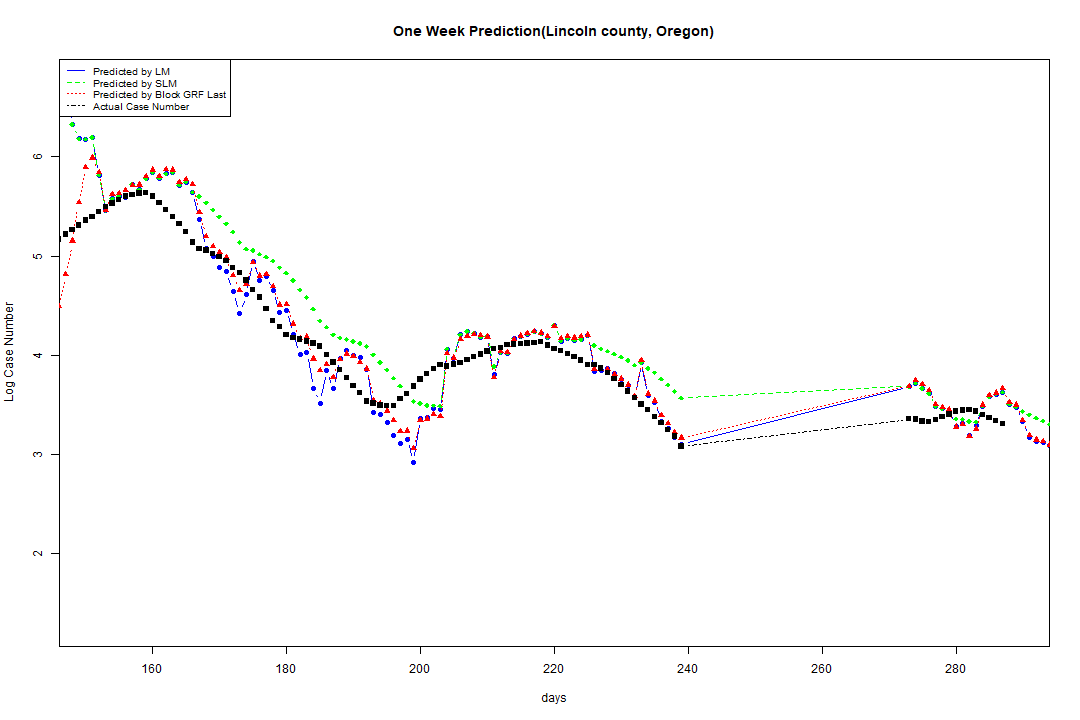 One Week Prediction(Lincoln county, Oregon)
Predicted by LM
Predicted by SLM
Predicted by Block GRF Last
Actual Case Number
6
5
4
3
2
Log Case Number
160 180 200 220 240 260 280
days